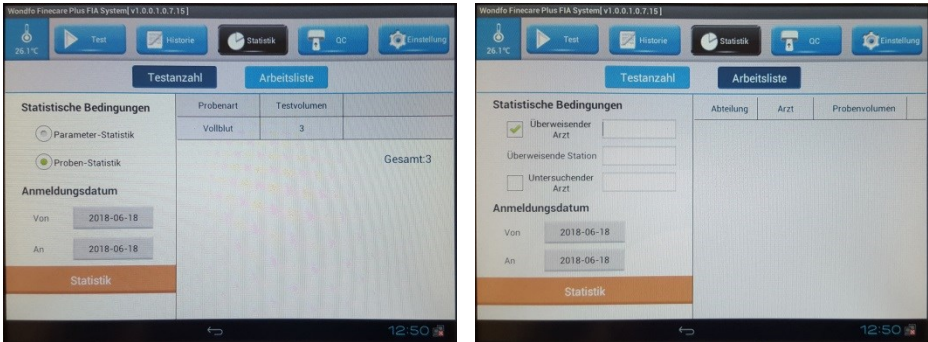 Wondfo Finecare Plus FIA System[ v1.0.0.1.0.7.15 ]
26.1℃ Test Historie Statistik QC Einstellung
Testanzahl Arbeitsliste
Statistische Bedingungen
Parameter-Statistik
Proben-Statistik
Anmeldungsdatum
Von 2018-06-18
An 2018-06-18
Statistik
Probenart Testvolumen
Vollblut 3
Gesamt:3
12:50
Wondfo Finecare Plus FIA System[ v1.0.0.1.0.7.15 ]
26.1℃ Test Historie Statistik QC Einstellung
Testanzahl Arbeitsliste
Statistische Bedingungen
Überweisender
Arzt
Überweisende Station
Untersuchender
Arzt
Anmeldungsdatum
Von 2018-06-18
An 2018-06-18
Statistik
Abteilung Arzt Probenvolumen
12:50